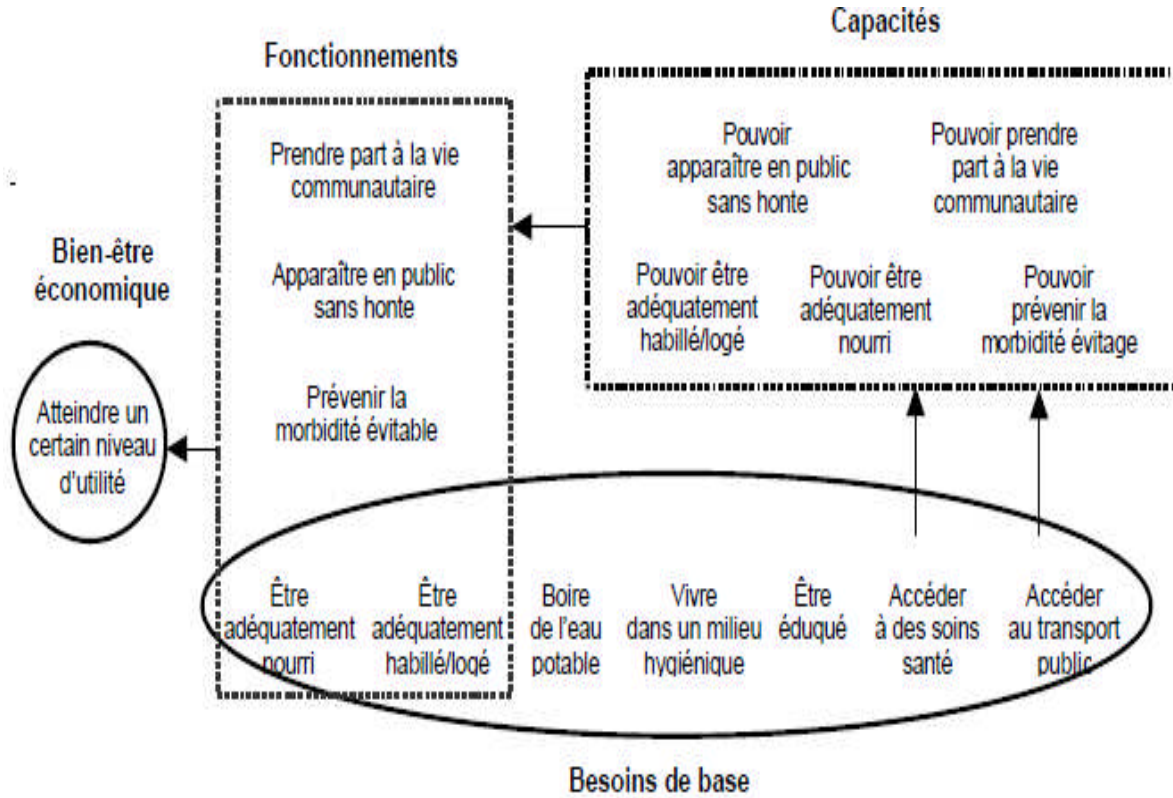 Capacités
Fonctionnements
Pouvoir
apparaître en public
sans honte
Pouvoir prendre
part à la vie
communautaire
Prendre part à la vie
communautaire
Bien-être
économique
Apparaître en public
sans honte
Pouvoir être
adéquatement
habillé/logé
Pouvoir être
adéquatement
nourri
Pouvoir
prévenir la
morbidité évitage
Atteindre un
certain niveau
d'utilité
Prévenir la
morbidité évitable
Être
adéquatement
nourri
Être
adéquatement
habillé/logé
Boire
de l'eau
potable
Vivre
dans un milieu
hygiénique
Être
éduqué
Accéder
à des soins
santé
Accéder
au transport
public
Besoins de base